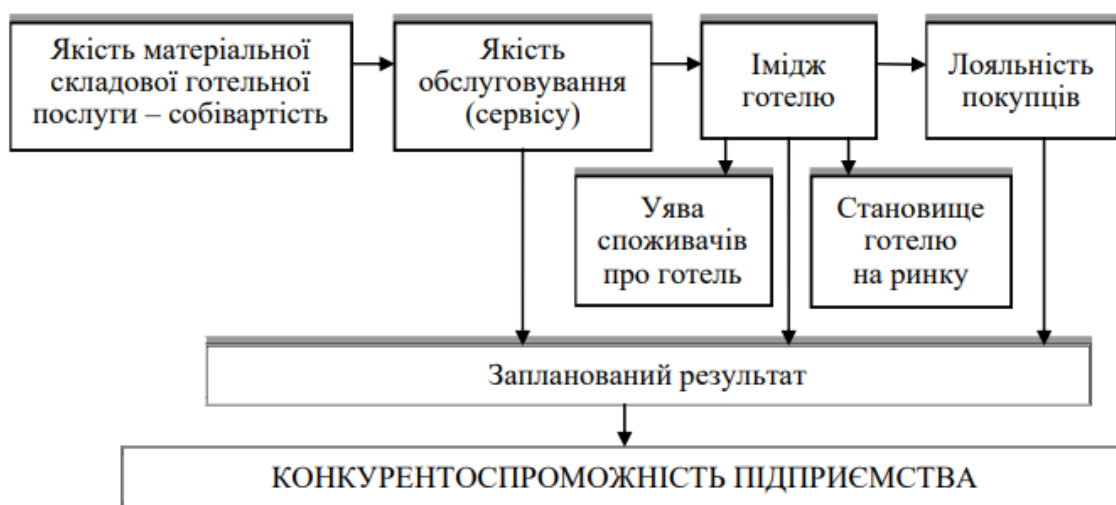 Якість матеріальної
складової готельної
послуги – собівартість
Якість
обслуговування
(сервісу)
Імідж
готелю
Лояльність
покупців
Уява
споживачів
про готель
Становище
готелю
на ринку
Запланований результат
КОНКУРЕНТОСПРОМОЖНІСТЬ ПІДПРИЄМСТВА